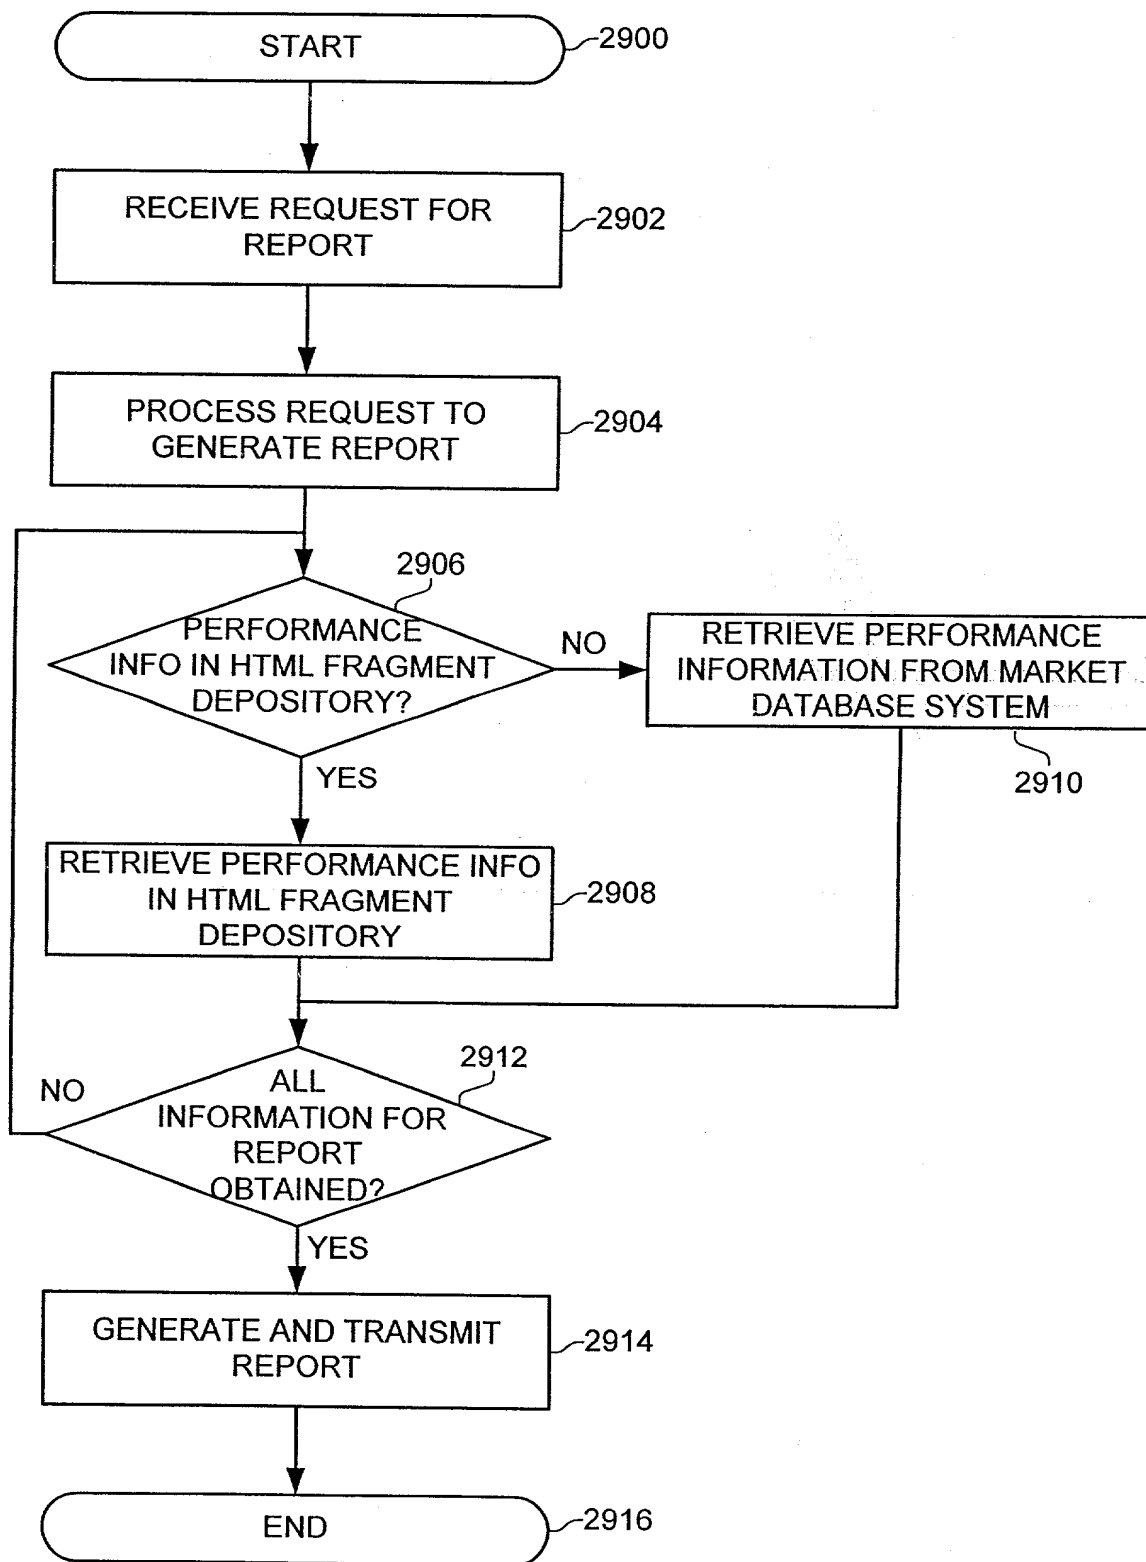 START
2900
RECEIVE REQUEST FOR
REPORT
2902
PROCESS REQUEST TO
GENERATE REPORT
2904
2906
PERFORMANCE
INFO IN HTML FRAGMENT
DEPOSITORY?
NO
RETRIEVE PERFORMANCE
INFORMATION FROM MARKET
DATABASE SYSTEM
2910
YES
RETRIEVE PERFORMANCE INFO
IN HTML FRAGMENT
DEPOSITORY
2908
2912
NO
ALL
INFORMATION FOR
REPORT
OBTAINED?
YES
GENERATE AND TRANSMIT
REPORT
2914
END
2916